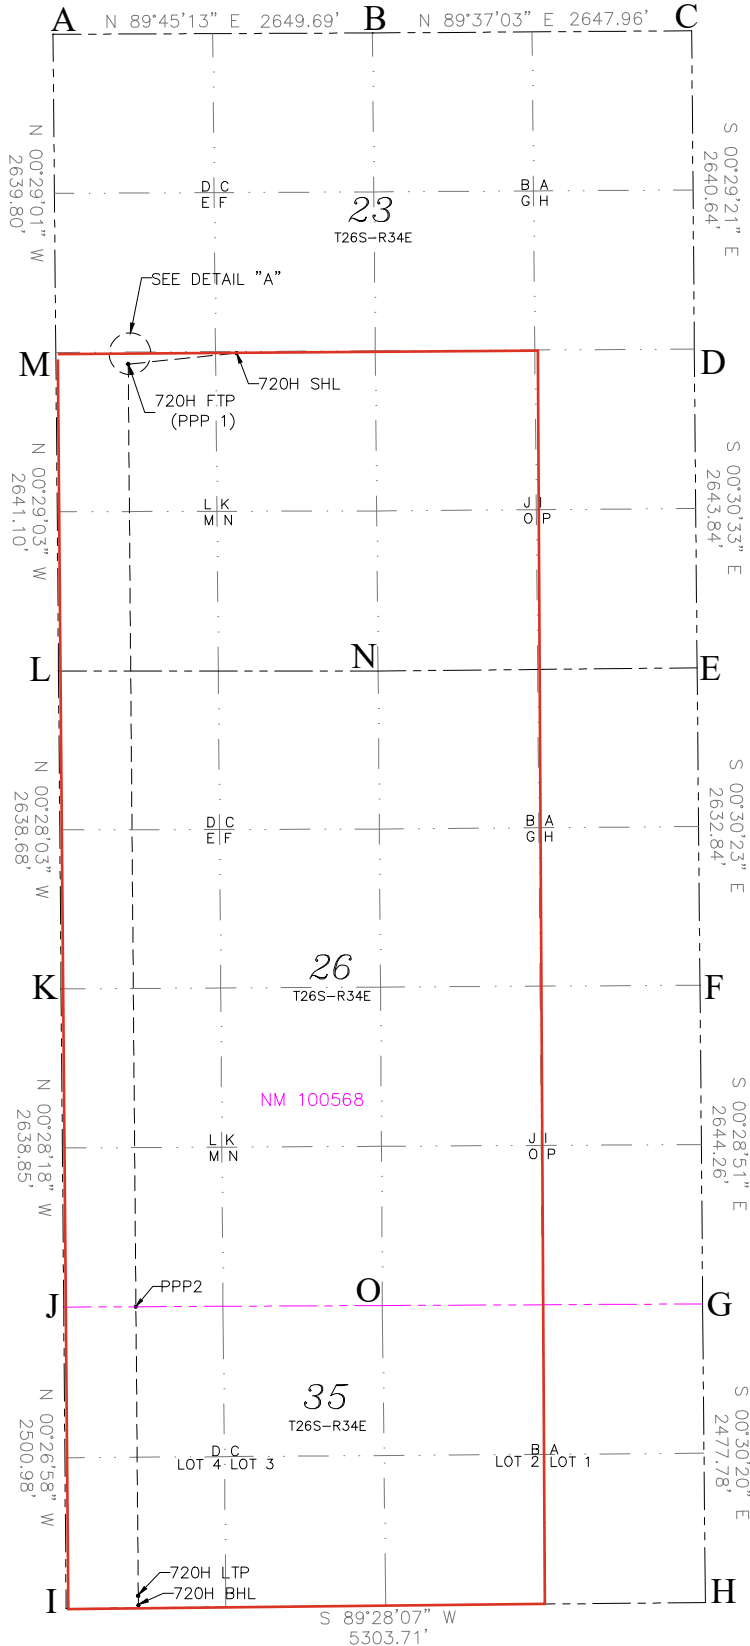 A
N 89°45'13" E 2649.69'
B
N 89°37'03" E 2647.96'
C
N 00°29'01" W
2639.80'
S 00°29'21" E
2640.64'
D C
E F
B A
G H
23
T26S-R34E
SEE DETAIL "A"
M
D
720H SHL
720H FTP
(PPP 1)
N 00°29'03" W
2641.10'
S 00°30'33" E
2643.84'
L K
M N
J I
O P
L
N
E
N 00°28'03" W
2638.68'
S 00°30'23" E
2632.84'
D C
E F
B A
G H
26
T26S-R34E
K
F
NM 100568
N 00°28'18" W
2638.85'
S 00°28'51" E
2644.26'
L K
M N
J I
O P
PPP2
J
O
G
35
T26S-R34E
N 00°26'58" W
2500.98'
S 00°30'20" E
2477.78'
D C
LOT 4 LOT 3
B A
LOT 2 LOT 1
720H LTP
720H BHL
I
H
S 89°28'07" W
5303.71'